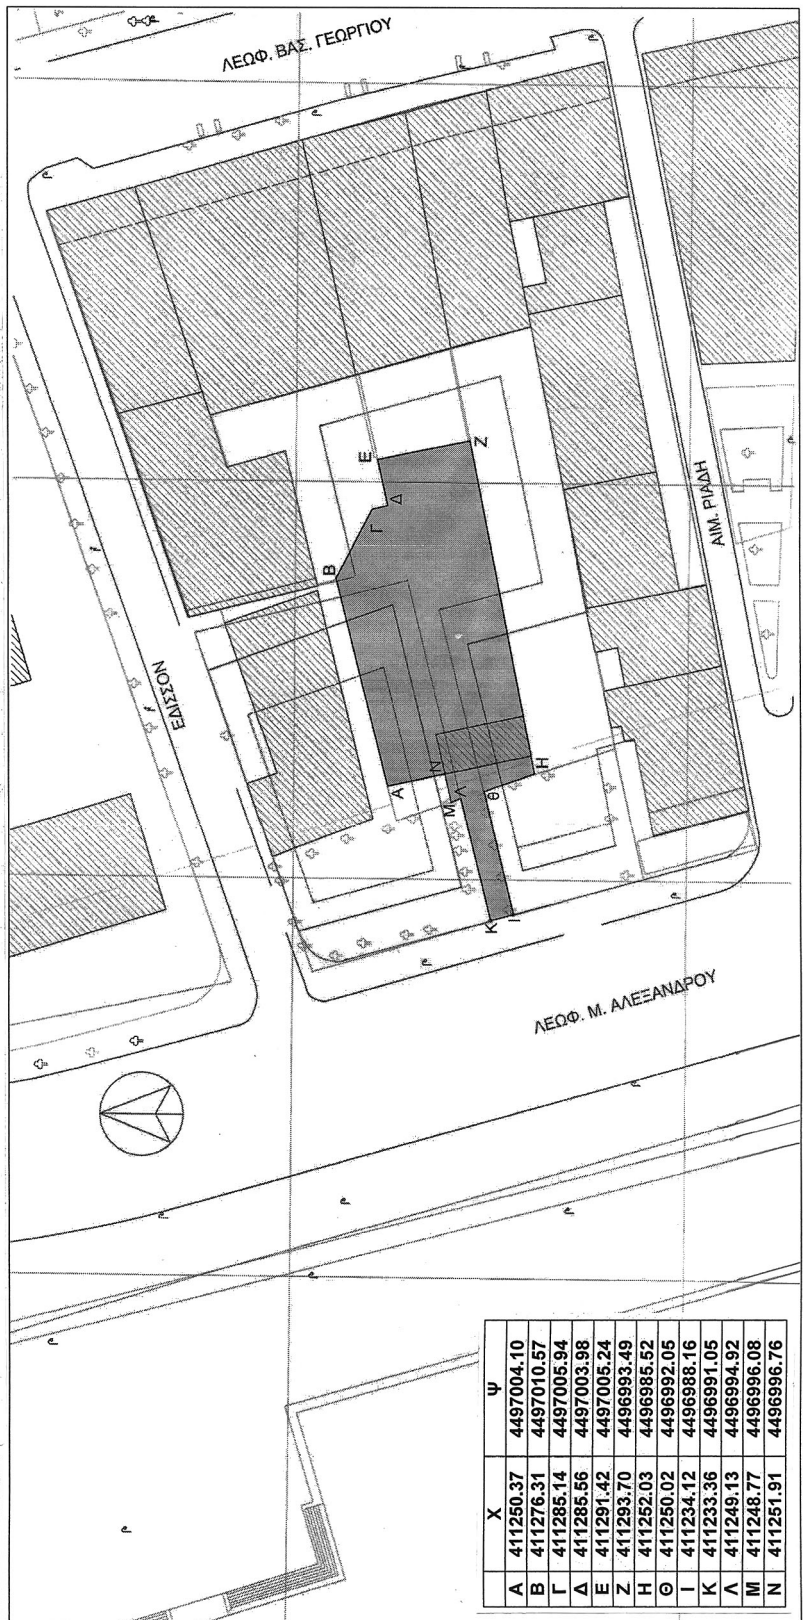 ΛΕΩΦ. ΒΑΣ. ΓΕΩΡΓΙΟΥ
ΕΔΙΣΣΟΝ
ΑΙΜ. ΡΙΑΔΗ
ΛΕΩΦ. Μ. ΑΛΕΞΑΝΔΡΟΥ
Ε
Ζ
Δ
Γ
Β
Α
Ν
Μ
Λ
Θ
Η
Κ
Ι
Χ Ψ
Α 411250.37 4497004.10
Β 411276.31 4497010.57
Γ 411285.14 4497005.94
Δ 411285.56 4497003.98
Ε 411291.42 4497005.24
Ζ 411293.70 4496993.49
Η 411252.03 4496985.52
Θ 411250.02 4496992.05
Ι 411234.12 4496988.16
Κ 411233.36 4496991.05
Λ 411249.13 4496994.92
Μ 411248.77 4496996.08
Ν 411251.91 4496996.76